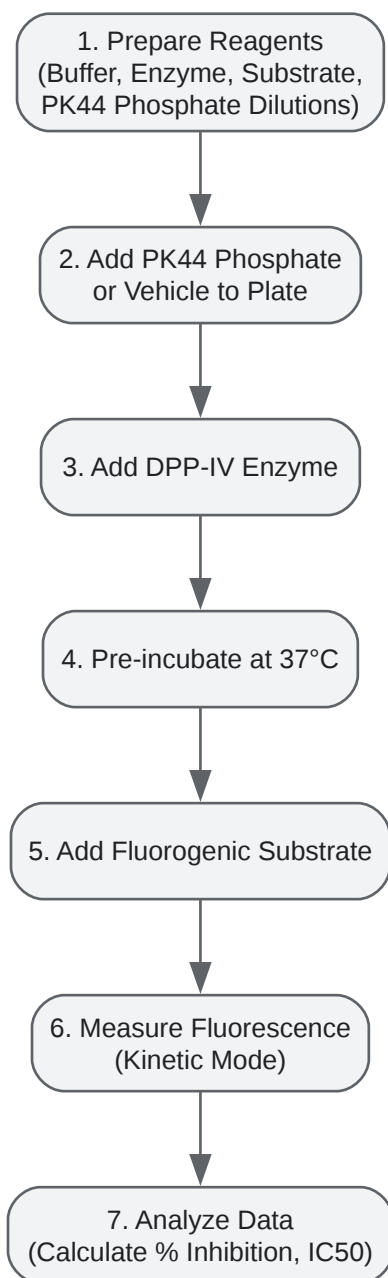 1. Prepare Reagents
(Buffer, Enzyme, Substrate,
PK44 Phosphate Dilutions)
2. Add PK44 Phosphate
or Vehicle to Plate
3. Add DPP-IV Enzyme
4. Pre-incubate at 37°C
5. Add Fluorogenic Substrate
6. Measure Fluorescence
(Kinetic Mode)
7. Analyze Data
(Calculate % Inhibition, IC50)